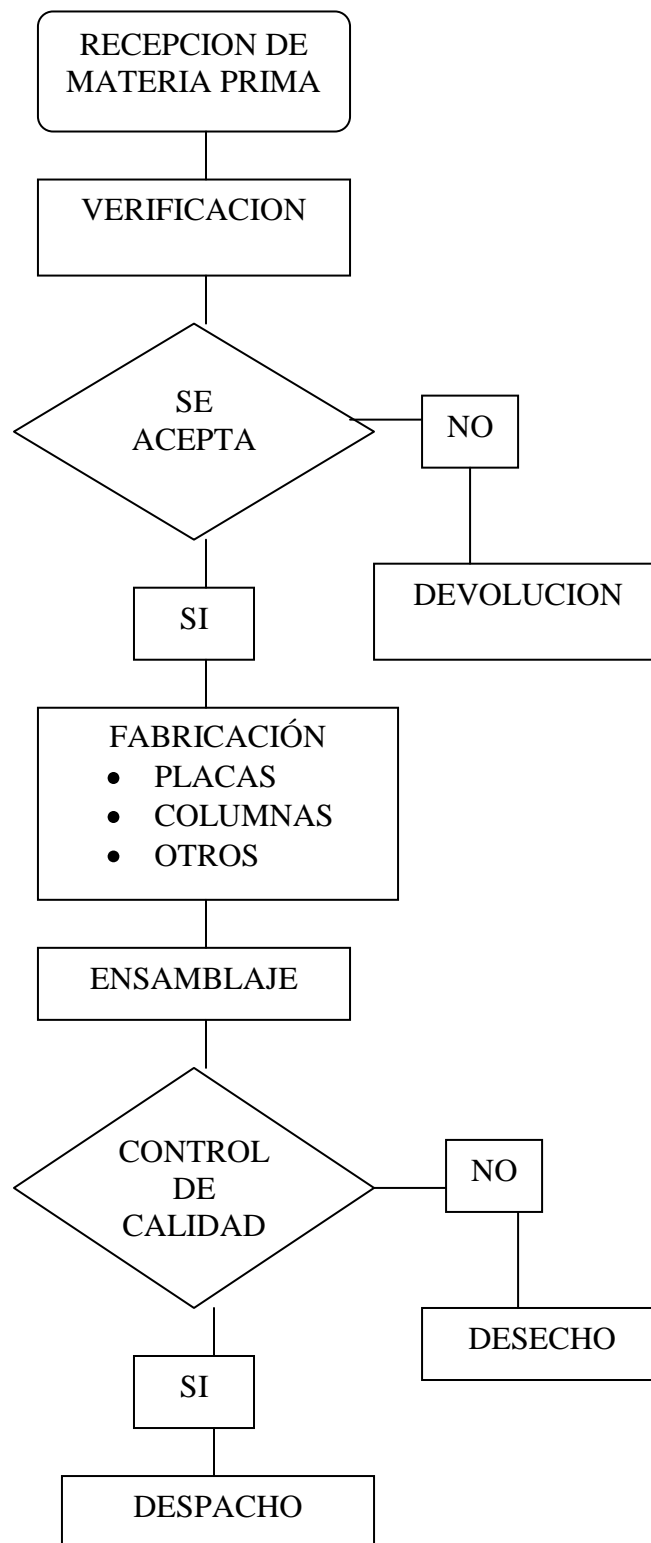 RECEPCION DE
MATERIA PRIMA
VERIFICACION
SE
ACEPTA
NO
DEVOLUCION
SI
FABRICACIÓN
• PLACAS
• COLUMNAS
• OTROS
ENSAMBLAJE
CONTROL
DE
CALIDAD
NO
DESECHO
SI
DESPACHO